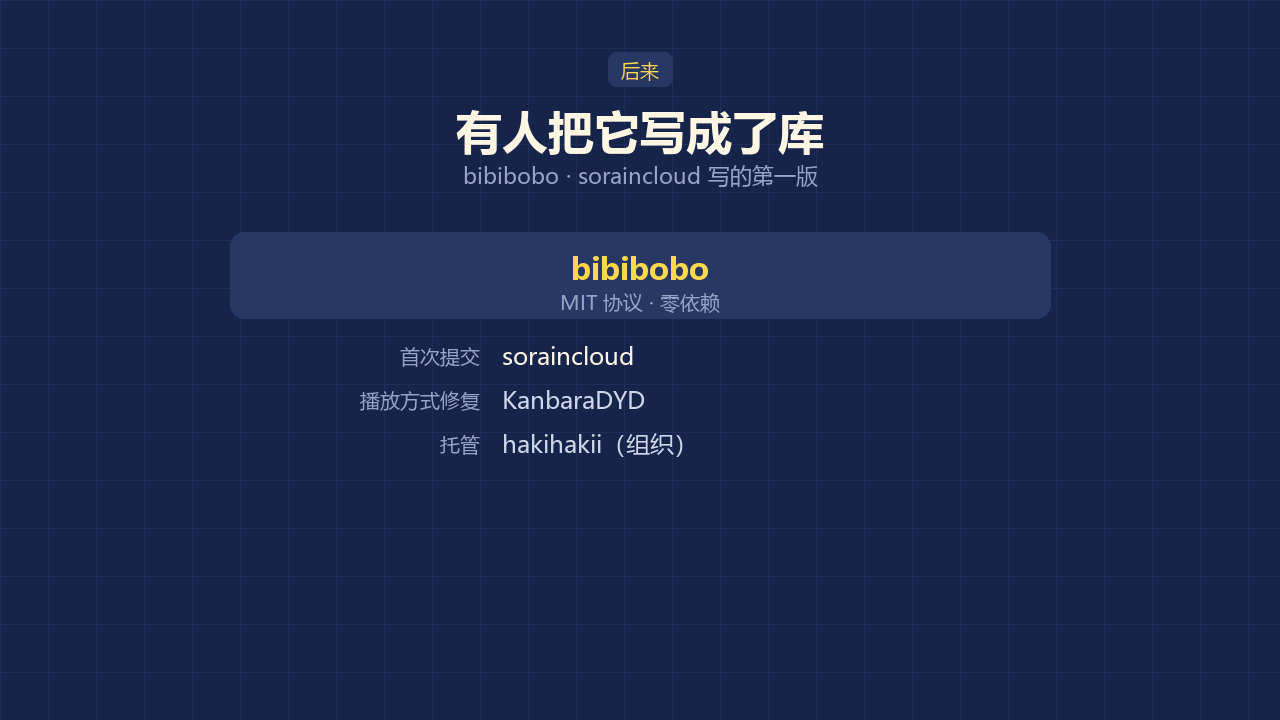 后来
有人把它写成了库
bibibobo · soraincloud 写的第一版
bibibobo
MIT 协议 · 零依赖
首次提交 soraincloud
播放方式修复 KanbaraDYD
托管 hakihakii（组织）